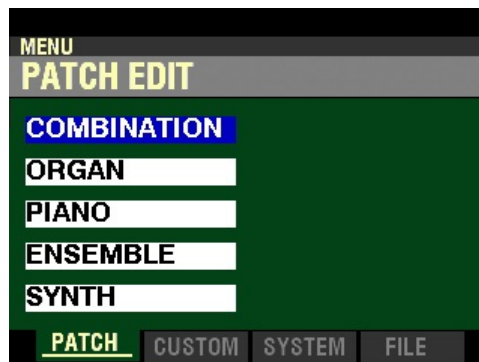 MENU
PATCH EDIT
COMBINATION
ORGAN
PIANO
ENSEMBLE
SYNTH
PATCH CUSTOM SYSTEM FILE